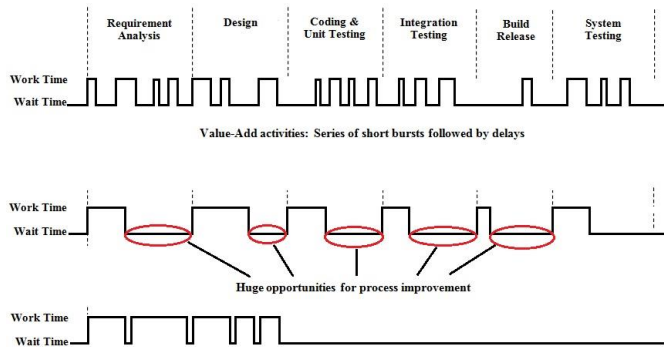 Requirement Analysis
Design
Coding & Unit Testing
Integration Testing
Build Release
System Testing
Work Time
Wait Time
Value-Add activities: Series of short bursts followed by delays
Work Time
Wait Time
Huge opportunities for process improvement
Work Time
Wait Time